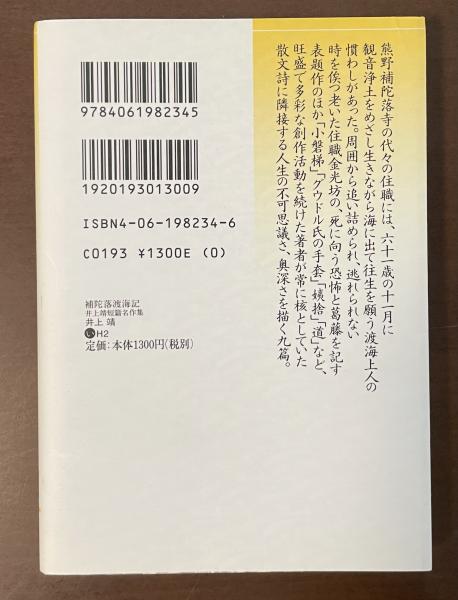 熊野補陀落寺の代々の住職には、六十一歳の十一月に
観音浄土をめざし生きながら海に出て往生を願う渡海上人の
慣わしがあった。周囲から追い詰められ、逃れられない
時を俟つ老いた住職金光坊の、死に向う恐怖と葛藤を記す
表題作のほか「小磐梯」「グウドル氏の手套」「姨捨」「道」など、
旺盛で多彩な創作活動を続けた著者が常に核としていた
散文詩に隣接する人生の不可思議さ、奥深さを描く九篇。
9784061982345
1920193013009
ISBN4-06-198234-6
C0193 ¥1300E (0)
補陀落渡海記
井上靖短篇名作集
井上 靖
い H2
定価:本体1300円(税別)